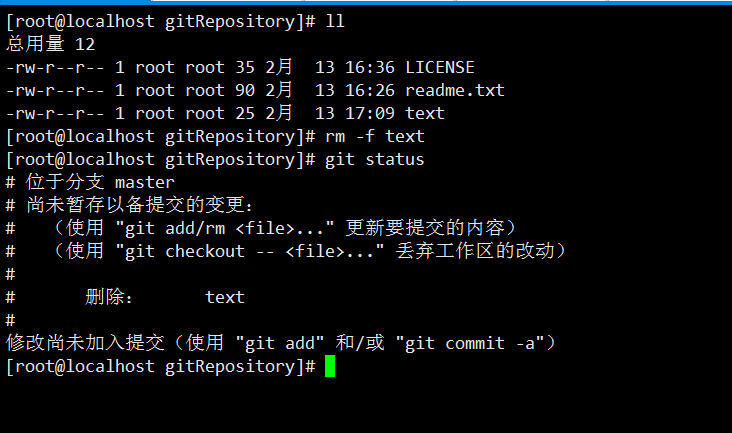 [root@localhost gitRepository]# ll
总用量 12
-rw-r--r-- 1 root root 35 2月  13 16:36 LICENSE
-rw-r--r-- 1 root root 90 2月  13 16:26 readme.txt
-rw-r--r-- 1 root root 25 2月  13 17:09 text
[root@localhost gitRepository]# rm -f text
[root@localhost gitRepository]# git status
# 位于分支 master
# 尚未暂存以备提交的变更：
#   （使用 "git add/rm <file>..." 更新要提交的内容）
#   （使用 "git checkout -- <file>..." 丢弃工作区的改动）
#
#       删除：      text
#
修改尚未加入提交（使用 "git add" 和/或 "git commit -a"）
[root@localhost gitRepository]#